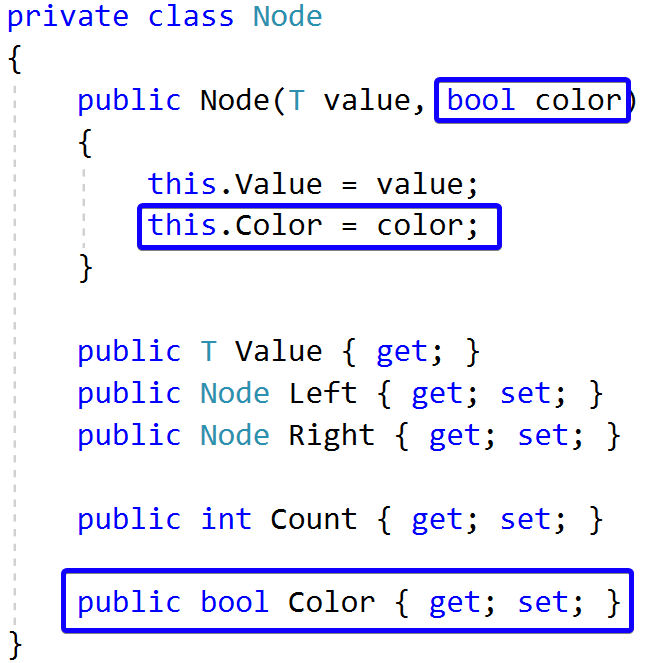 private class Node
{
    public Node(T value, bool color)
    {
        this.Value = value;
        this.Color = color;
    }

    public T Value { get; }
    public Node Left { get; set; }
    public Node Right { get; set; }

    public int Count { get; set; }

    public bool Color { get; set; }
}